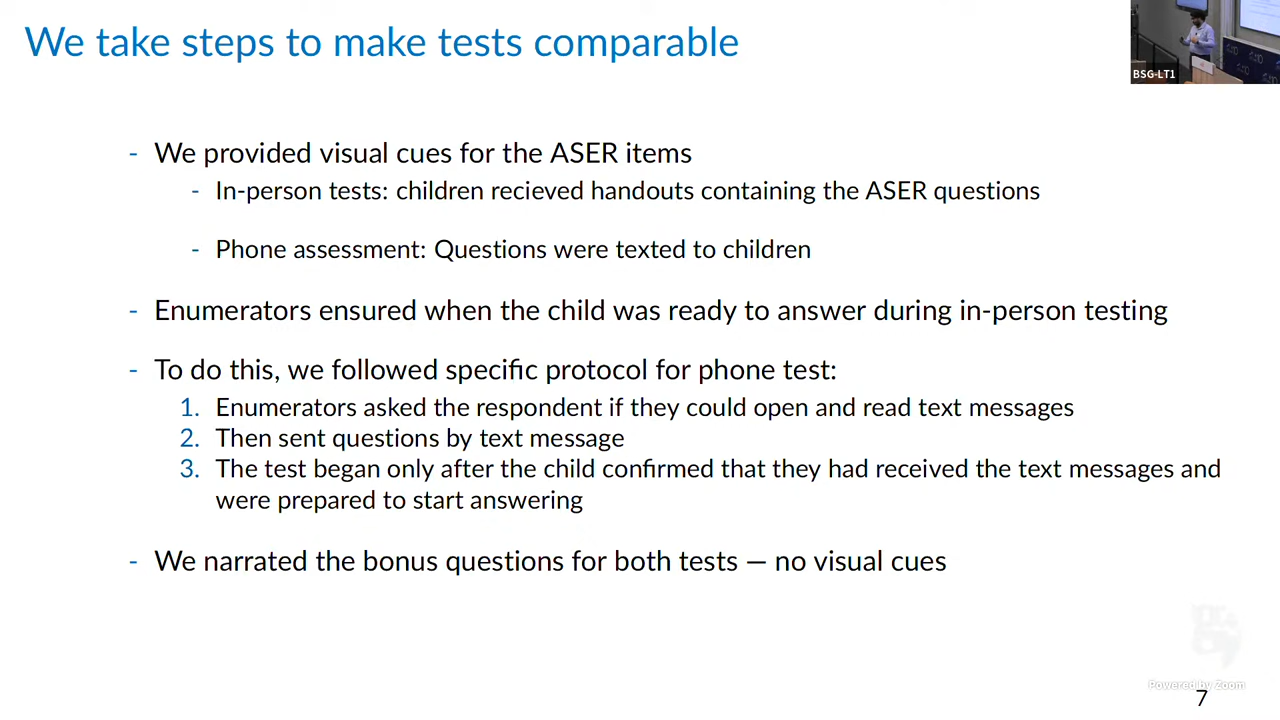 We take steps to make tests comparable
BSG-LT1
- We provided visual cues for the ASER items
- In-person tests: children recieved handouts containing the ASER questions
- Phone assessment: Questions were texted to children
- Enumerators ensured when the child was ready to answer during in-person testing
- To do this, we followed specific protocol for phone test:
1. Enumerators asked the respondent if they could open and read text messages
2. Then sent questions by text message
3. The test began only after the child confirmed that they had received the text messages and
were prepared to start answering
- We narrated the bonus questions for both tests — no visual cues
Powered by Zoom
7